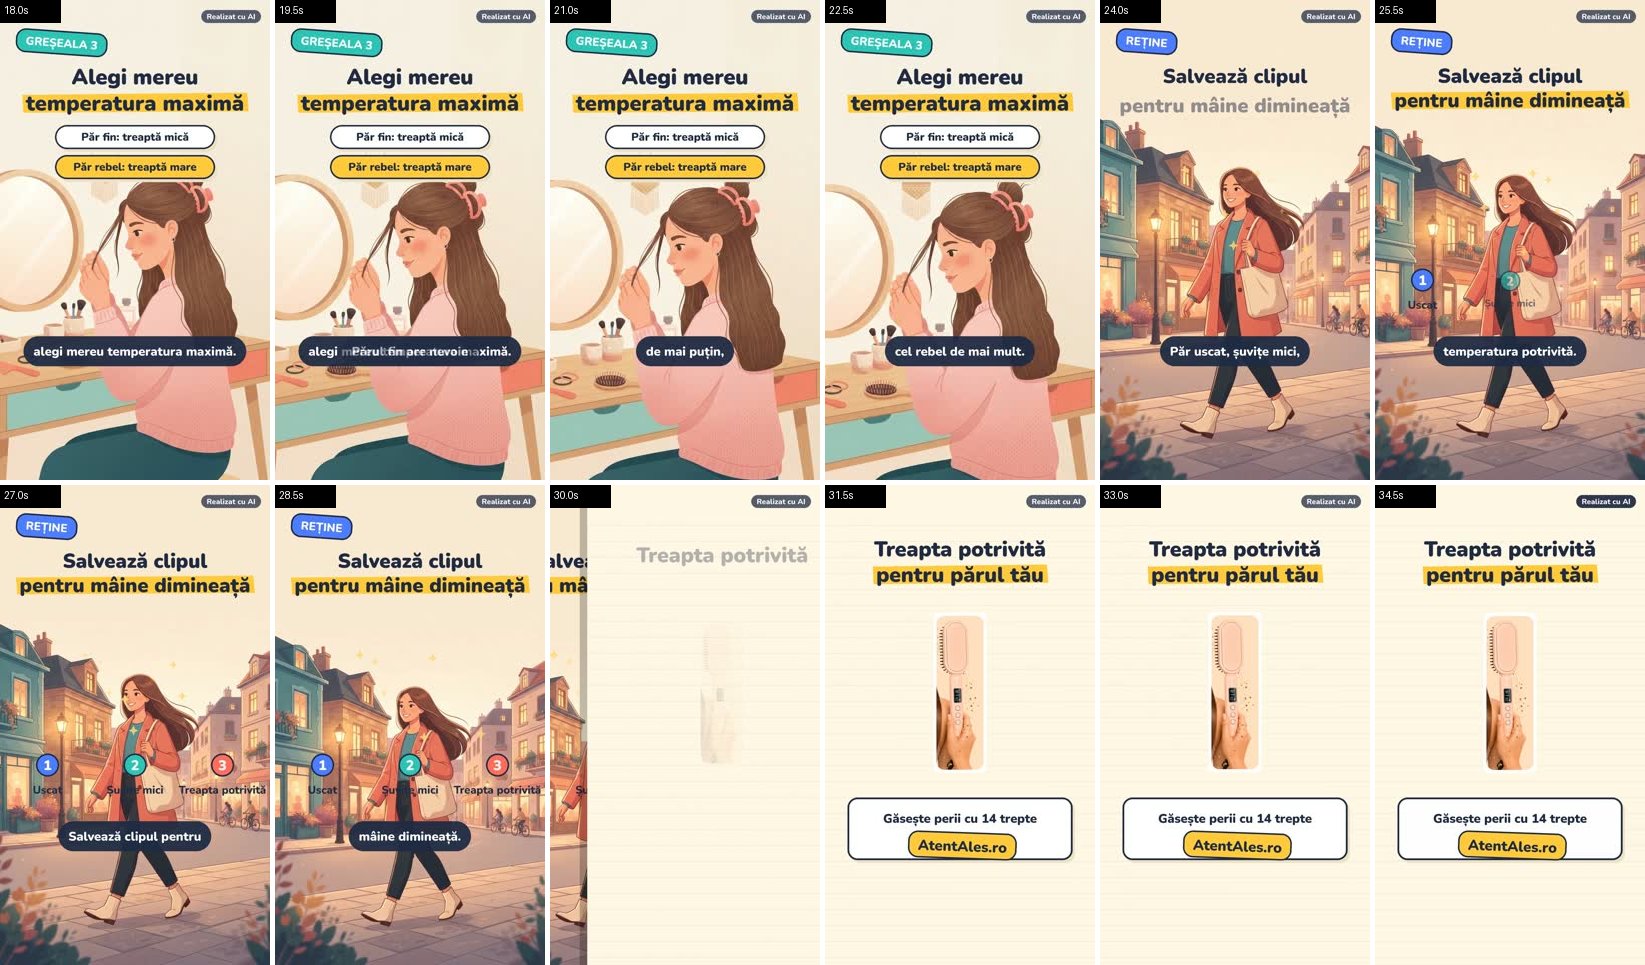 18.0s
Realizat cu AI
GREȘEALA 3
Alegi mereu
temperatura maximă
Păr fin: treaptă mică
Păr rebel: treaptă mare
alegi mereu temperatura maximă.
19.5s
Realizat cu AI
GREȘEALA 3
Alegi mereu
temperatura maximă
Păr fin: treaptă mică
Păr rebel: treaptă mare
alegi
21.0s
Realizat cu AI
GREȘEALA 3
Alegi mereu
temperatura maximă
Păr fin: treaptă mică
Păr rebel: treaptă mare
de mai puțin,
22.5s
Realizat cu AI
GREȘEALA 3
Alegi mereu
temperatura maximă
Păr fin: treaptă mică
Păr rebel: treaptă mare
cel rebel de mai mult.
24.0s
Realizat cu AI
REȚINE
Salvează clipul
pentru mâine dimineață
Păr uscat, șuvițe mici,
25.5s
Realizat cu AI
REȚINE
Salvează clipul
pentru mâine dimineață
1
2
Uscat
mici
temperatura potrivită.
27.0s
Realizat cu AI
REȚINE
Salvează clipul
pentru mâine dimineață
1
2
3
Uscat
Șuvițe mici
Treapta potrivită
Salvează clipul pentru
28.5s
Realizat cu AI
REȚINE
Salvează clipul
pentru mâine dimineață
1
2
3
Uscat
Șuvițe mici
Treapta potrivită
mâine dimineață.
30.0s
Realizat cu AI
Treapta potrivită
31.5s
Realizat cu AI
Treapta potrivită
pentru părul tău
Găsește perii cu 14 trepte
AtentAles.ro
33.0s
Realizat cu AI
Treapta potrivită
pentru părul tău
Găsește perii cu 14 trepte
AtentAles.ro
34.5s
Realizat cu AI
Treapta potrivită
pentru părul tău
Găsește perii cu 14 trepte
AtentAles.ro